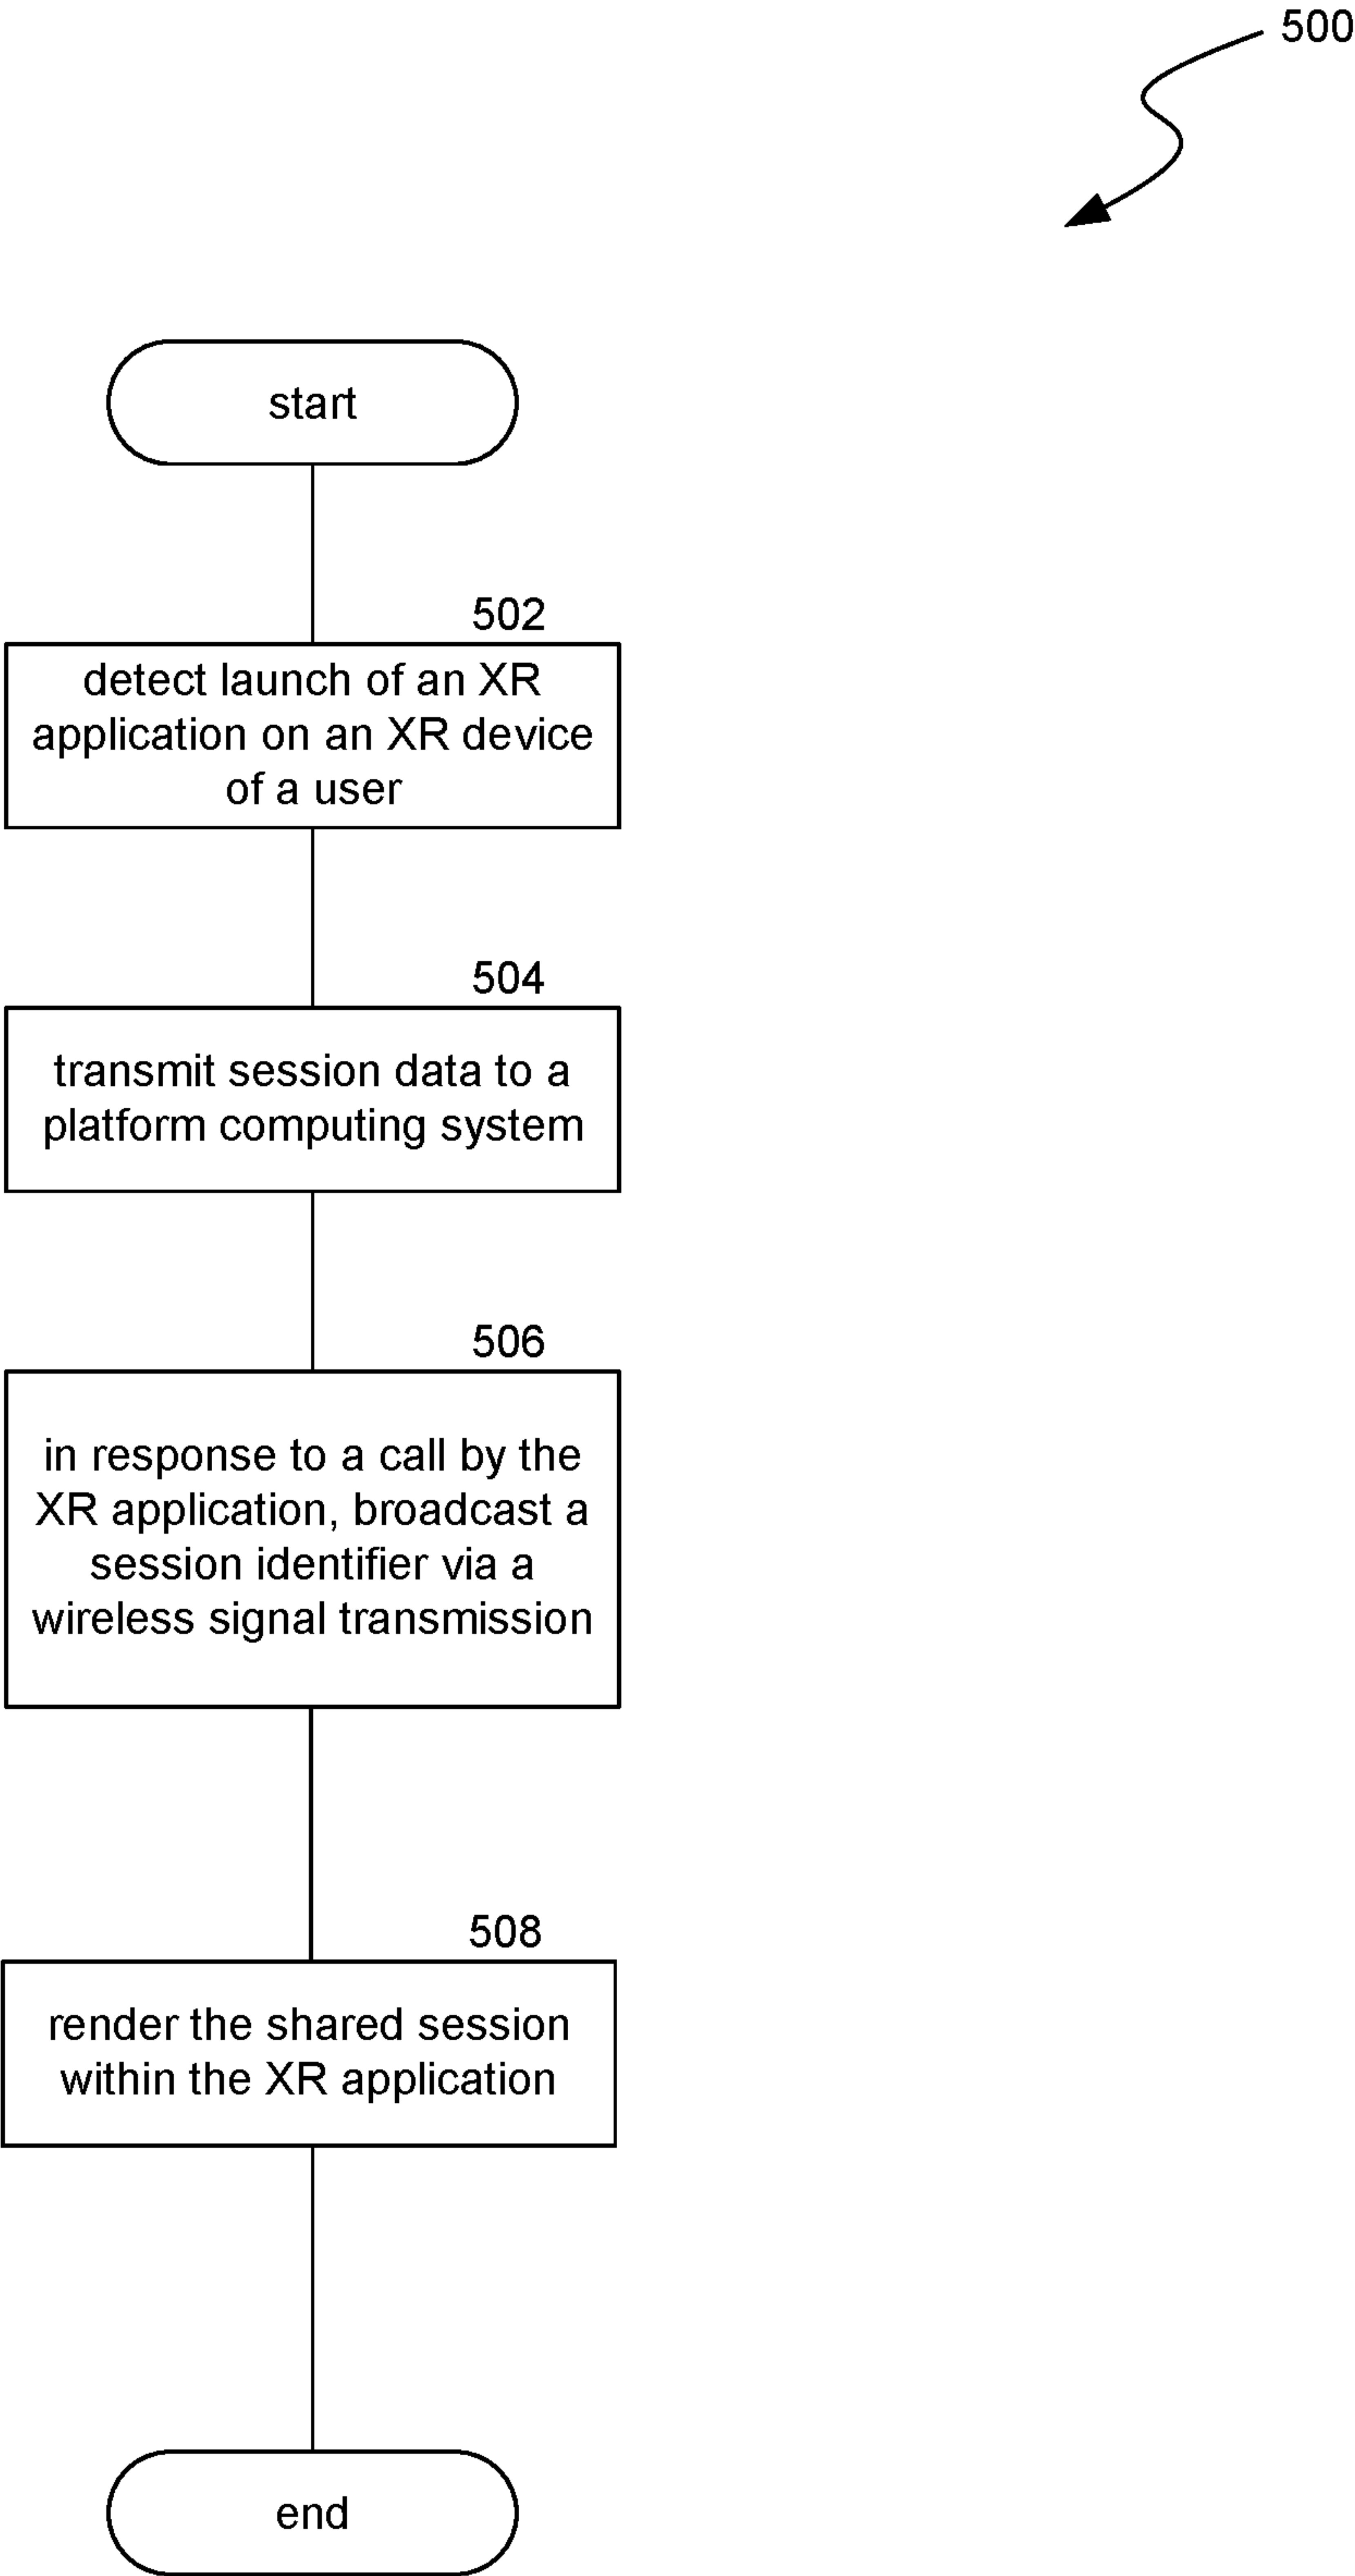 500
start
502
detect launch of an XR
application on an XR device
of a user
504
transmit session data to a
platform computing system
506
in response to a call by the
XR application, broadcast a
session identifier via a
wireless signal transmission
508
render the shared session
within the XR application
end